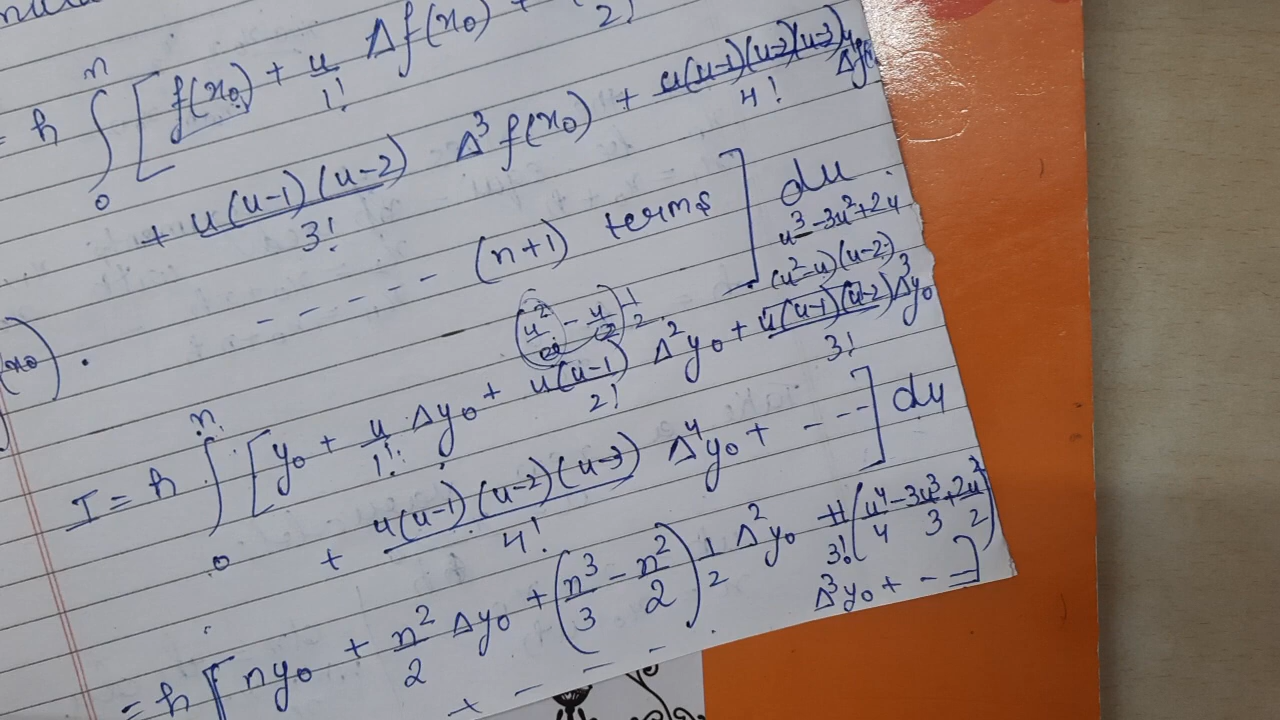 = h ∫₀ⁿ [ f(x₀) + u/1! Δf(x₀) +
2!
+ u(u-1)(u-2)/3! Δ³f(x₀) + u(u-1)(u-2)(u-3)/4! Δ⁴f(
- - - - - (n+1) terms ] du
u³-3u²+2u
(u²-u)(u-2)
x₀) .
(u²/2 - u/2) 1/2
I = h ∫₀ⁿ [ y₀ + u/1! Δy₀ + u(u-1)/2! Δ²y₀ + u(u-1)(u-2)/3! Δ³y₀
+ u(u-1)(u-2)(u-3)/4! Δ⁴y₀ + - - - ] du
= h [ ny₀ + n²/2 Δy₀ + (n³/3 - n²/2) 1/2 Δ²y₀ + 1/3! (u⁴/4 - 3u³/3 + 2u²/2)
Δ³y₀ + - - ]
+ - - -